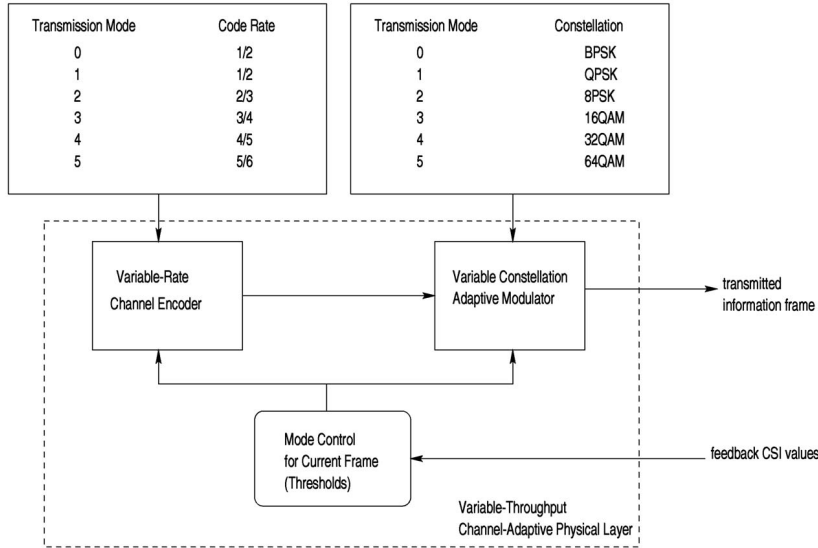 Transmission Mode Code Rate
0 1/2
1 1/2
2 2/3
3 3/4
4 4/5
5 5/6
Transmission Mode Constellation
0 BPSK
1 QPSK
2 8PSK
3 16QAM
4 32QAM
5 64QAM
Variable-Rate
Channel Encoder
Variable Constellation
Adaptive Modulator
transmitted
information frame
Mode Control
for Current Frame
(Thresholds)
feedback CSI values
Variable-Throughput
Channel-Adaptive Physical Layer